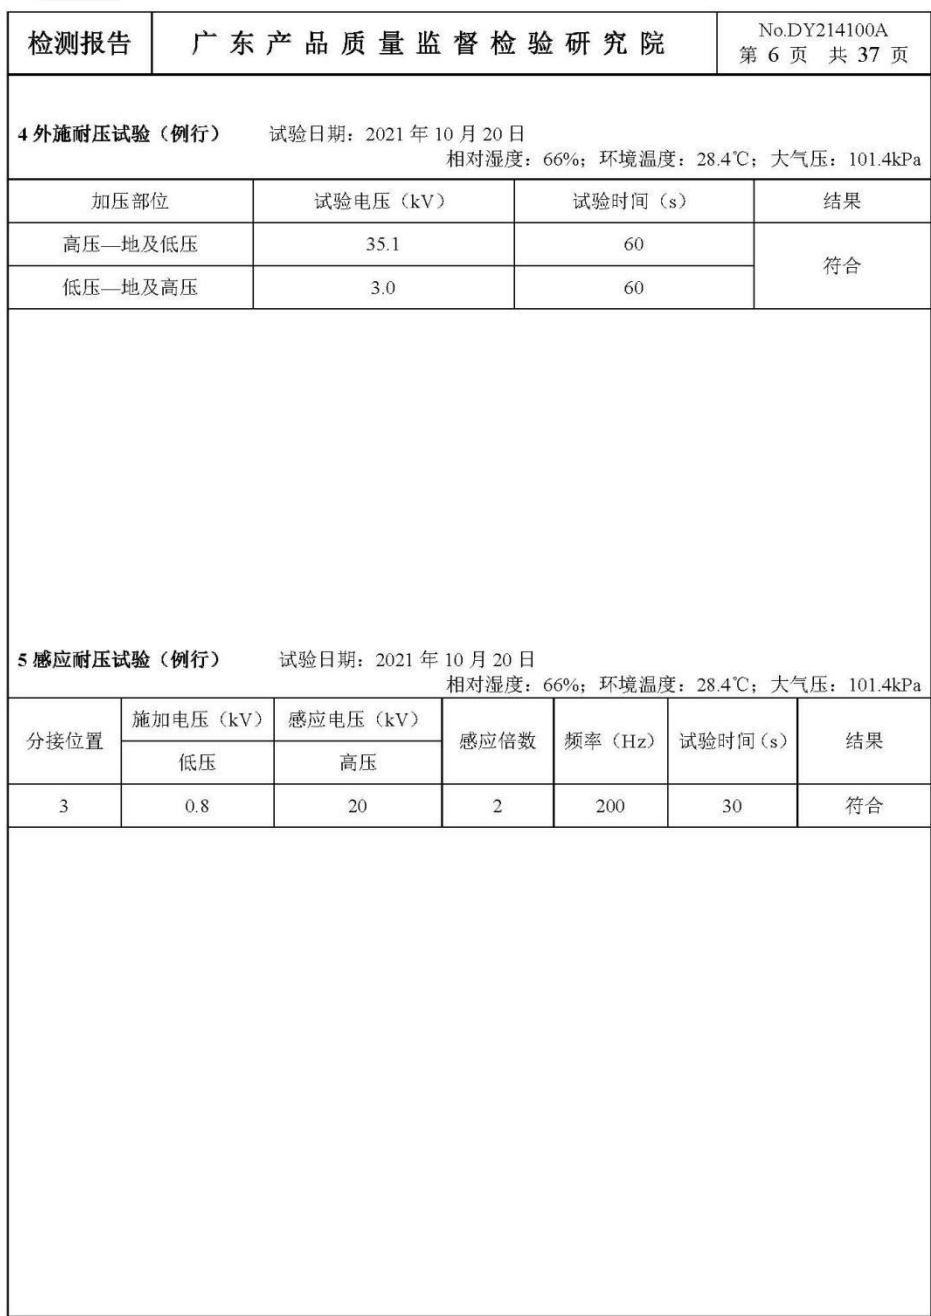 检测报告 广东产品质量监督检验研究院 No.DY214100A
第 6 页 共 37 页
4 外施耐压试验（例行） 试验日期：2021 年 10 月 20 日
相对湿度：66%；环境温度：28.4℃；大气压：101.4kPa
加压部位 试验电压（kV） 试验时间（s） 结果
高压—地及低压 35.1 60 符合
低压—地及高压 3.0 60
5 感应耐压试验（例行） 试验日期：2021 年 10 月 20 日
相对湿度：66%；环境温度：28.4℃；大气压：101.4kPa
分接位置 施加电压（kV） 感应电压（kV） 感应倍数 频率（Hz） 试验时间（s） 结果
低压 高压
3 0.8 20 2 200 30 符合